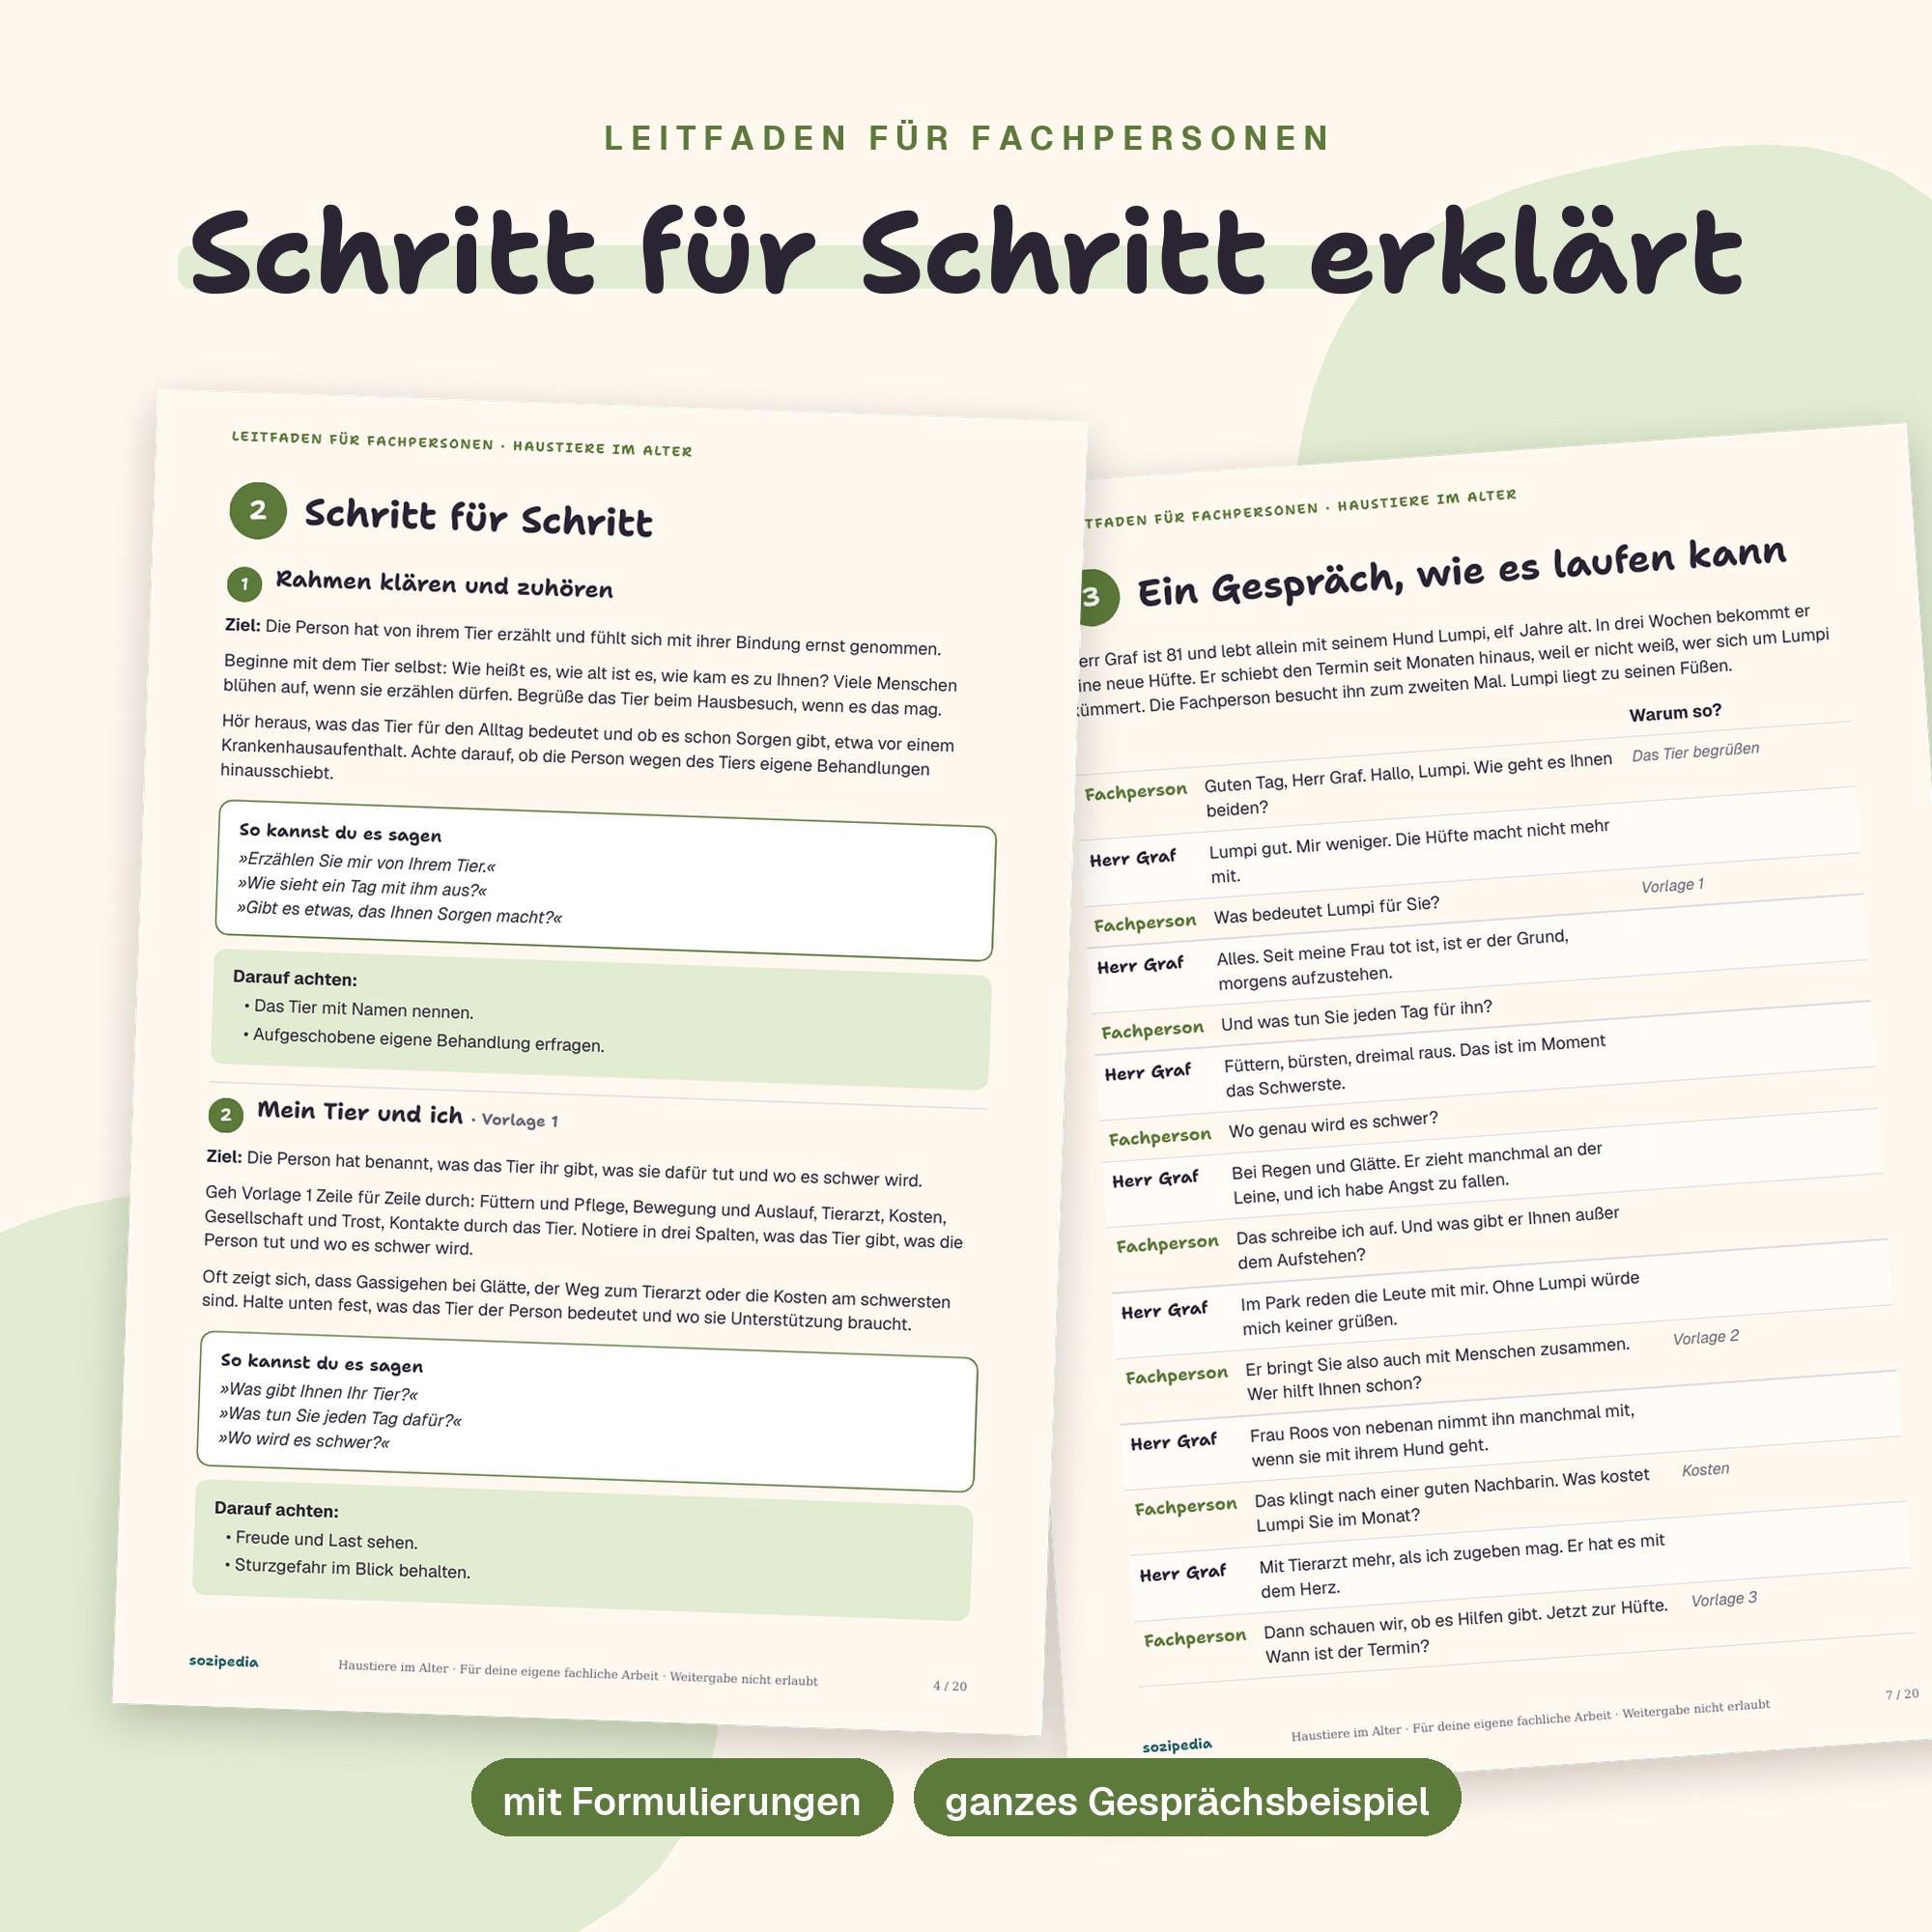 LEITFADEN FÜR FACHPERSONEN
Schritt für Schritt erklärt
LEITFADEN FÜR FACHPERSONEN · HAUSTIERE IM ALTER
2 Schritt für Schritt
1 Rahmen klären und zuhören
Ziel: Die Person hat von ihrem Tier erzählt und fühlt sich mit ihrer Bindung ernst genommen.
Beginne mit dem Tier selbst: Wie heißt es, wie alt ist es, wie kam es zu Ihnen? Viele Menschen
blühen auf, wenn sie erzählen dürfen. Begrüße das Tier beim Hausbesuch, wenn es das mag.
Hör heraus, was das Tier für den Alltag bedeutet und ob es schon Sorgen gibt, etwa vor einem
Krankenhausaufenthalt. Achte darauf, ob die Person wegen des Tiers eigene Behandlungen
hinausschiebt.
So kannst du es sagen
»Erzählen Sie mir von Ihrem Tier.«
»Wie sieht ein Tag mit ihm aus?«
»Gibt es etwas, das Ihnen Sorgen macht?«
Darauf achten:
• Das Tier mit Namen nennen.
• Aufgeschobene eigene Behandlung erfragen.
2 Mein Tier und ich · Vorlage 1
Ziel: Die Person hat benannt, was das Tier ihr gibt, was sie dafür tut und wo es schwer wird.
Geh Vorlage 1 Zeile für Zeile durch: Füttern und Pflege, Bewegung und Auslauf, Tierarzt, Kosten,
Gesellschaft und Trost, Kontakte durch das Tier. Notiere in drei Spalten, was das Tier gibt, was die
Person tut und wo es schwer wird.
Oft zeigt sich, dass Gassigehen bei Glätte, der Weg zum Tierarzt oder die Kosten am schwersten
sind. Halte unten fest, was das Tier der Person bedeutet und wo sie Unterstützung braucht.
So kannst du es sagen
»Was gibt Ihnen Ihr Tier?«
»Was tun Sie jeden Tag dafür?«
»Wo wird es schwer?«
Darauf achten:
• Freude und Last sehen.
• Sturzgefahr im Blick behalten.
sozipedia Haustiere im Alter · Für deine eigene fachliche Arbeit · Weitergabe nicht erlaubt 4 / 20
TFADEN FÜR FACHPERSONEN · HAUSTIERE IM ALTER
3 Ein Gespräch, wie es laufen kann
err Graf ist 81 und lebt allein mit seinem Hund Lumpi, elf Jahre alt. In drei Wochen bekommt er
ine neue Hüfte. Er schiebt den Termin seit Monaten hinaus, weil er nicht weiß, wer sich um Lumpi
kümmert. Die Fachperson besucht ihn zum zweiten Mal. Lumpi liegt zu seinen Füßen.
Warum so?
Fachperson Guten Tag, Herr Graf. Hallo, Lumpi. Wie geht es Ihnen Das Tier begrüßen
beiden?
Herr Graf Lumpi gut. Mir weniger. Die Hüfte macht nicht mehr
mit.
Fachperson Was bedeutet Lumpi für Sie? Vorlage 1
Herr Graf Alles. Seit meine Frau tot ist, ist er der Grund,
morgens aufzustehen.
Fachperson Und was tun Sie jeden Tag für ihn?
Herr Graf Füttern, bürsten, dreimal raus. Das ist im Moment
das Schwerste.
Fachperson Wo genau wird es schwer?
Herr Graf Bei Regen und Glätte. Er zieht manchmal an der
Leine, und ich habe Angst zu fallen.
Fachperson Das schreibe ich auf. Und was gibt er Ihnen außer
dem Aufstehen?
Herr Graf Im Park reden die Leute mit mir. Ohne Lumpi würde
mich keiner grüßen.
Fachperson Er bringt Sie also auch mit Menschen zusammen. Vorlage 2
Wer hilft Ihnen schon?
Herr Graf Frau Roos von nebenan nimmt ihn manchmal mit,
wenn sie mit ihrem Hund geht.
Fachperson Das klingt nach einer guten Nachbarin. Was kostet Kosten
Lumpi Sie im Monat?
Herr Graf Mit Tierarzt mehr, als ich zugeben mag. Er hat es mit
dem Herz.
Fachperson Dann schauen wir, ob es Hilfen gibt. Jetzt zur Hüfte. Vorlage 3
Wann ist der Termin?
sozipedia Haustiere im Alter · Für deine eigene fachliche Arbeit · Weitergabe nicht erlaubt 7 / 20
mit Formulierungen
ganzes Gesprächsbeispiel